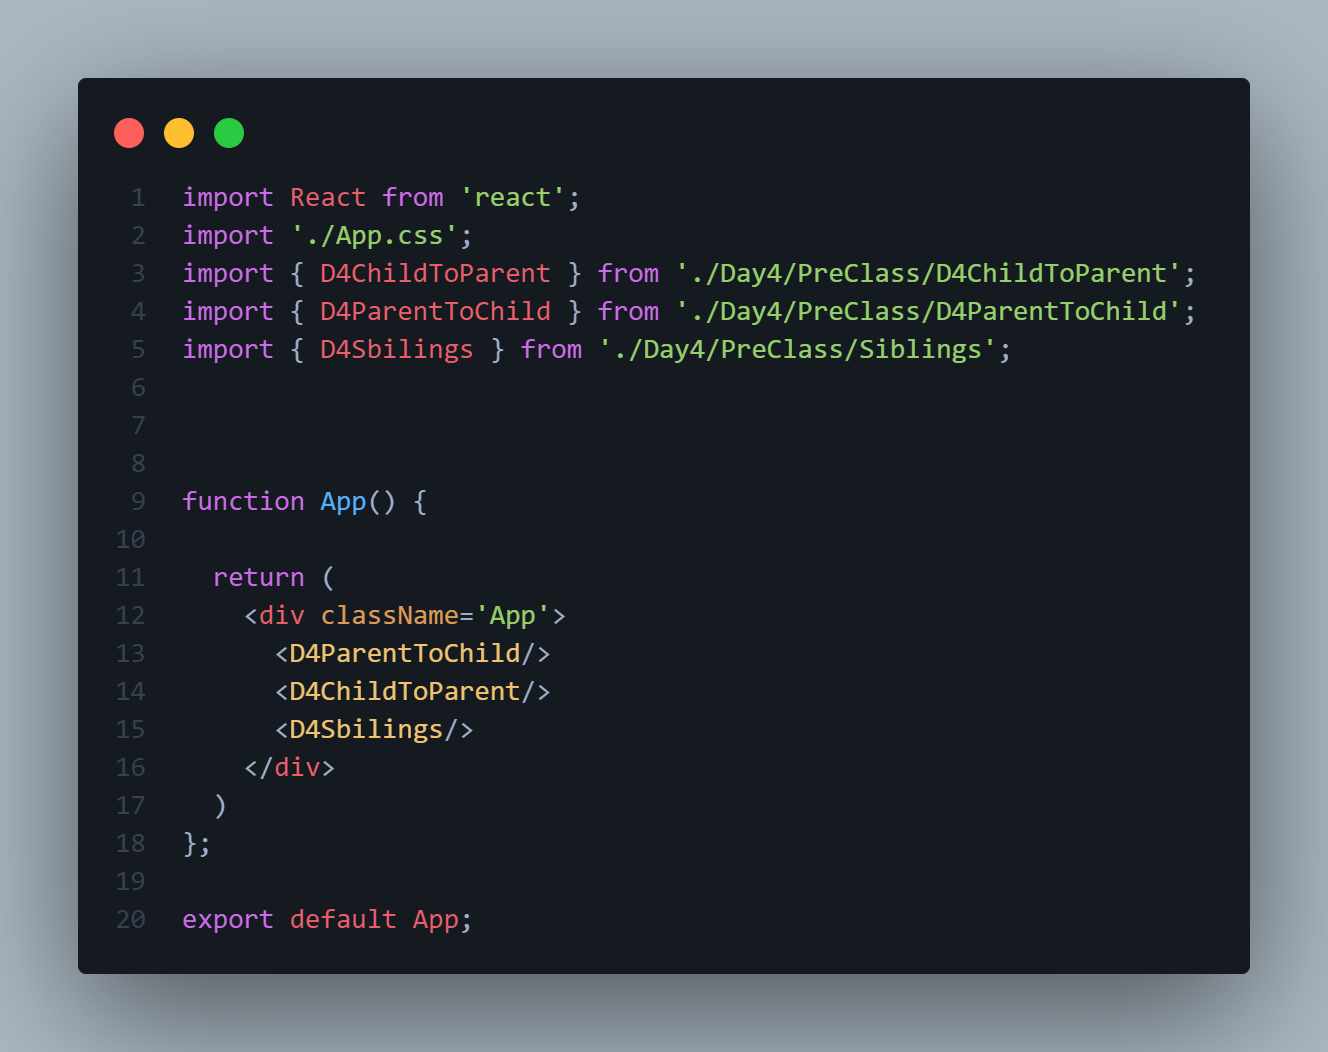 1 import React from 'react';
2 import './App.css';
3 import { D4ChildToParent } from './Day4/PreClass/D4ChildToParent';
4 import { D4ParentToChild } from './Day4/PreClass/D4ParentToChild';
5 import { D4Sbilings } from './Day4/PreClass/Siblings';
6
7
8
9 function App() {
10
11   return (
12     <div className='App'>
13       <D4ParentToChild/>
14       <D4ChildToParent/>
15       <D4Sbilings/>
16     </div>
17   )
18 };
19
20 export default App;